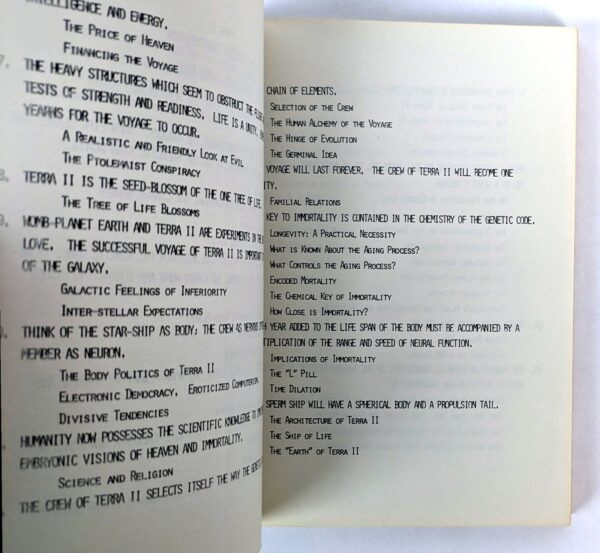 INTELLIGENCE AND ENERGY.
The Price of Heaven
Financing the Voyage
7. THE HEAVY STRUCTURES WHICH SEEM TO OBSTRUCT THE
TESTS OF STRENGTH AND READINESS. LIFE IS A UNITY.
YEARNS FOR THE VOYAGE TO OCCUR.
A Realistic and Friendly Look at Evil
The Ptolemaist Conspiracy
8. TERRA II IS THE SEED-BLOSSOM OF THE ONE TREE OF LIFE.
The Tree of Life Blossoms
9. WOMB-PLANET EARTH AND TERRA II ARE EXPERIMENTS IN THE
LOVE. THE SUCCESSFUL VOYAGE OF TERRA II IS IMPORTANT
OF THE GALAXY.
Galactic Feelings of Inferiority
Inter-stellar Expectations
THINK OF THE STAR-SHIP AS BODY; THE CREW AS NERVOUS
MEMBER AS NEURON.
The Body Politics of Terra II
Electronic Democracy. Eroticized Computerism.
Divisive Tendencies
HUMANITY NOW POSSESSES THE SCIENTIFIC KNOWLEDGE TO
EMBRYONIC VISIONS OF HEAVEN AND IMMORTALITY.
Science and Religion
THE CREW OF TERRA II SELECTS ITSELF THE WAY THE
CHAIN OF ELEMENTS.
Selection of the Crew
The Human Alchemy of the Voyage
The Hinge of Evolution
The Germinal Idea
VOYAGE WILL LAST FOREVER. THE CREW OF TERRA II WILL BECOME ONE
ITY.
Familial Relations
KEY TO IMMORTALITY IS CONTAINED IN THE CHEMISTRY OF THE GENETIC CODE.
Longevity: A Practical Necessity
What is Known About the Aging Process?
What Controls the Aging Process?
Encoded Mortality
The Chemical Key of Immortality
How Close is Immortality?
YEAR ADDED TO THE LIFE SPAN OF THE BODY MUST BE ACCOMPANIED BY A
TIPLICATION OF THE RANGE AND SPEED OF NEURAL FUNCTION.
Implications of Immortality
The "L" Pill
Time Dilation
SPERM SHIP WILL HAVE A SPHERICAL BODY AND A PROPULSION TAIL.
The Architecture of Terra II
The Ship of Life
The "Earth" of Terra II